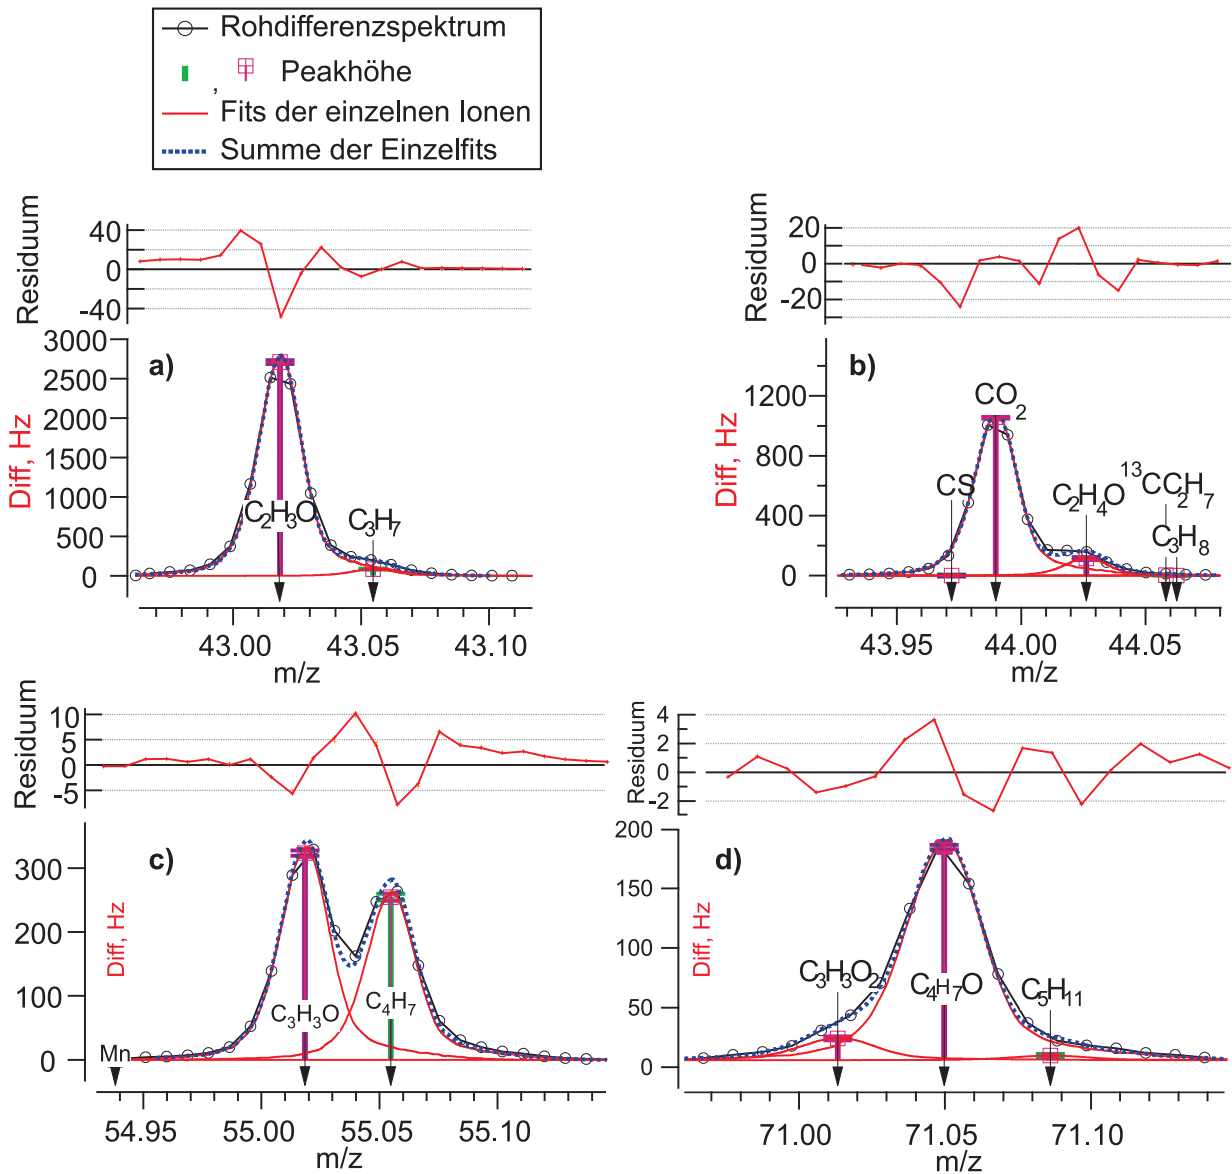 Rohdifferenzspektrum
, Peakhöhe
Fits der einzelnen Ionen
Summe der Einzelfits
Residuum
40
0
-40
Diff, Hz
3000
2500
2000
1500
1000
500
0
a)
C2H3O
C3H7
43.00 43.05 43.10
m/z
Residuum
20
0
-20
Diff, Hz
1200
800
400
0
b)
CS
CO2
C2H4O
13CC2H7
C3H8
43.95 44.00 44.05
m/z
Residuum
10
5
0
-5
Diff, Hz
300
200
100
0
c)
Mn
C3H3O
C4H7
54.95 55.00 55.05 55.10
m/z
Residuum
4
2
0
-2
Diff, Hz
200
150
100
50
0
d)
C3H3O2
C4H7O
C5H11
71.00 71.05 71.10
m/z